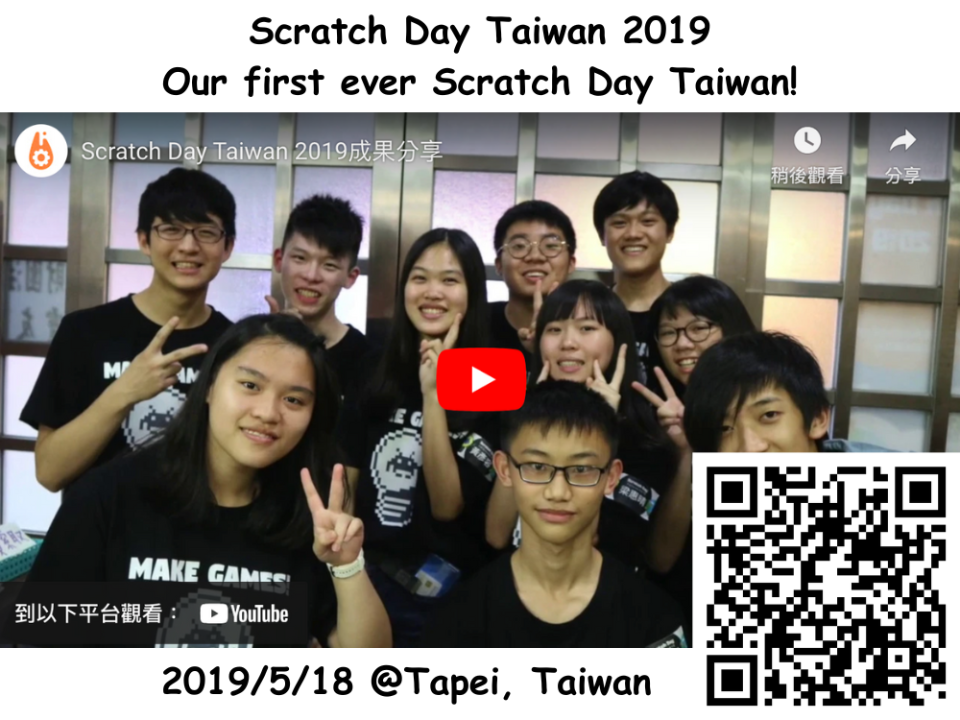 Scratch Day Taiwan 2019
Our first ever Scratch Day Taiwan!
Scratch Day Taiwan 2019成果分享
稍後觀看
分享
MAKE GAMES!
到以下平台觀看：
YouTube
2019/5/18 @Tapei, Taiwan